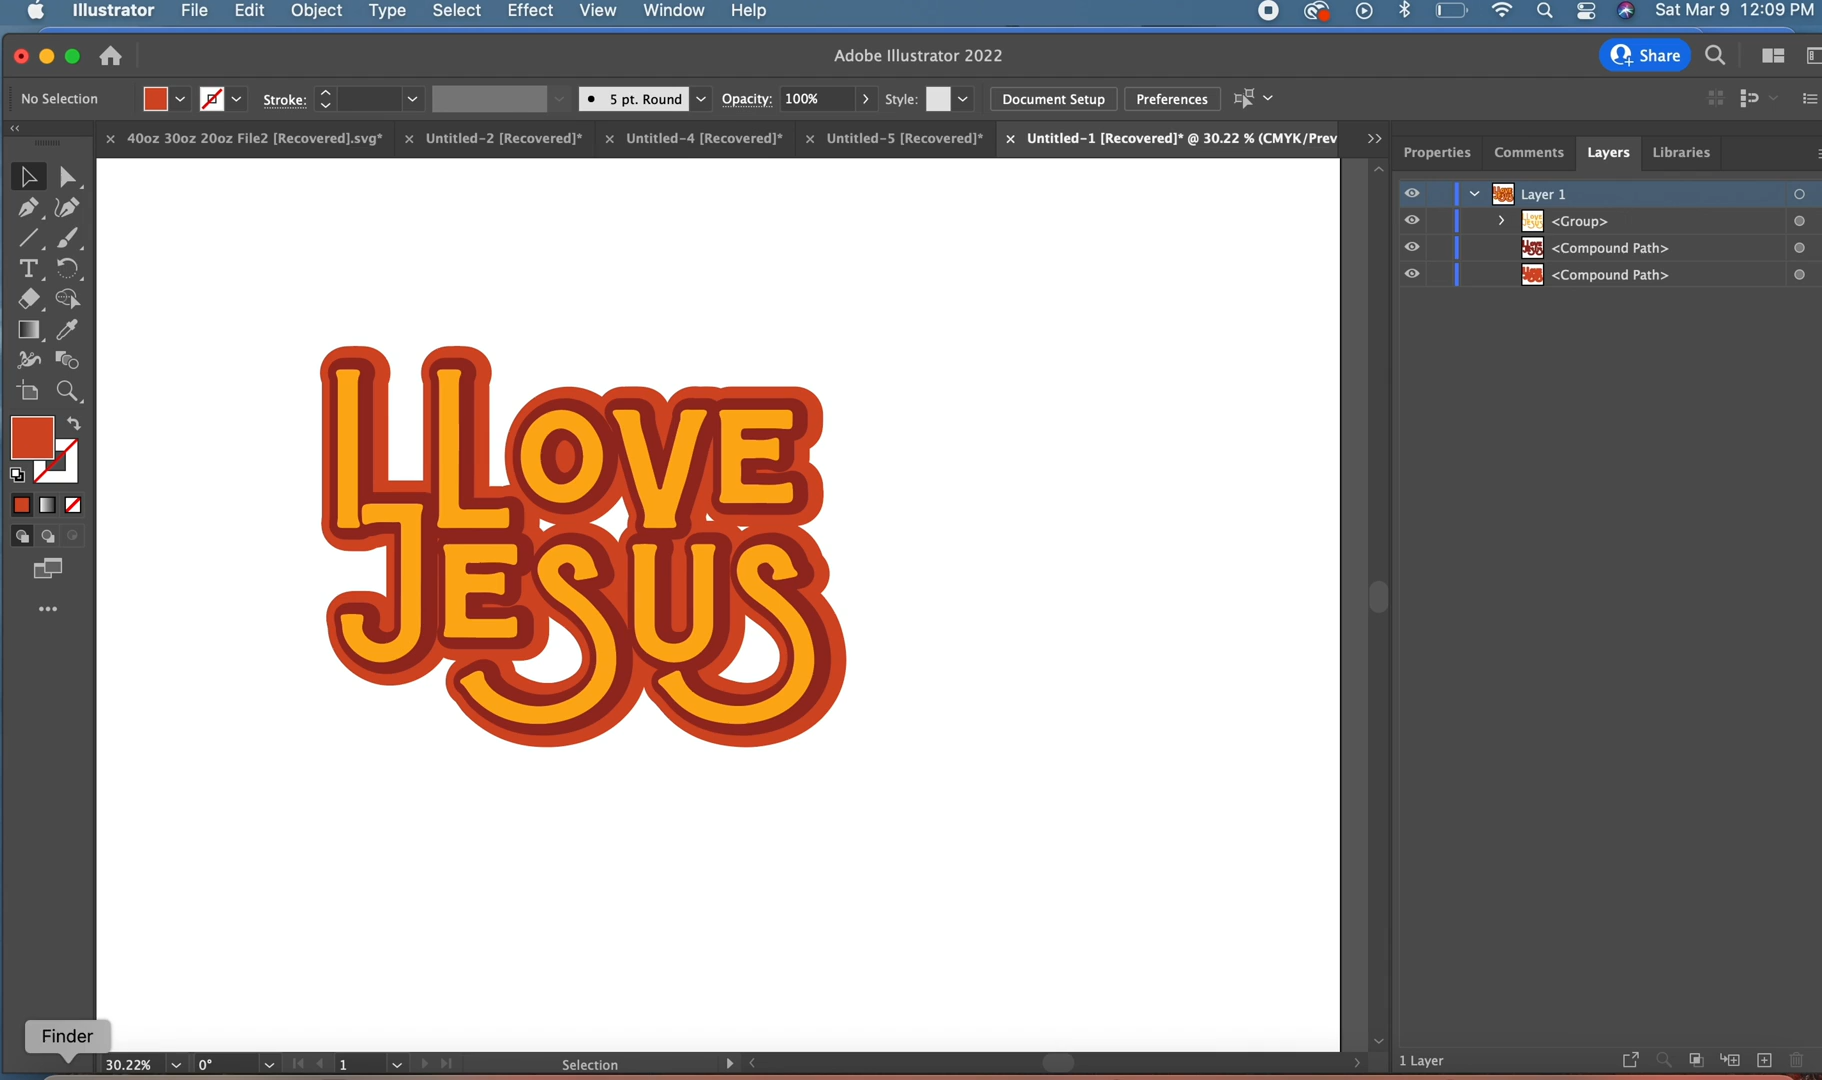 Illustrator File Edit Object Type Select Effect View Window Help Sat Mar 9 12:09 PM
Adobe Illustrator 2022 Share
No Selection Stroke: 5 pt. Round Opacity: 100% Style: Document Setup Preferences
40oz 30oz 20oz File2 [Recovered].svg* Untitled-2 [Recovered]* Untitled-4 [Recovered]* Untitled-5 [Recovered]* Untitled-1 [Recovered]* @ 30.22 % (CMYK/Prev
Properties Comments Layers Libraries
Layer 1
<Group>
<Compound Path>
<Compound Path>
I LOVE
JESUS
Finder
30.22% 0° 1 Selection 1 Layer